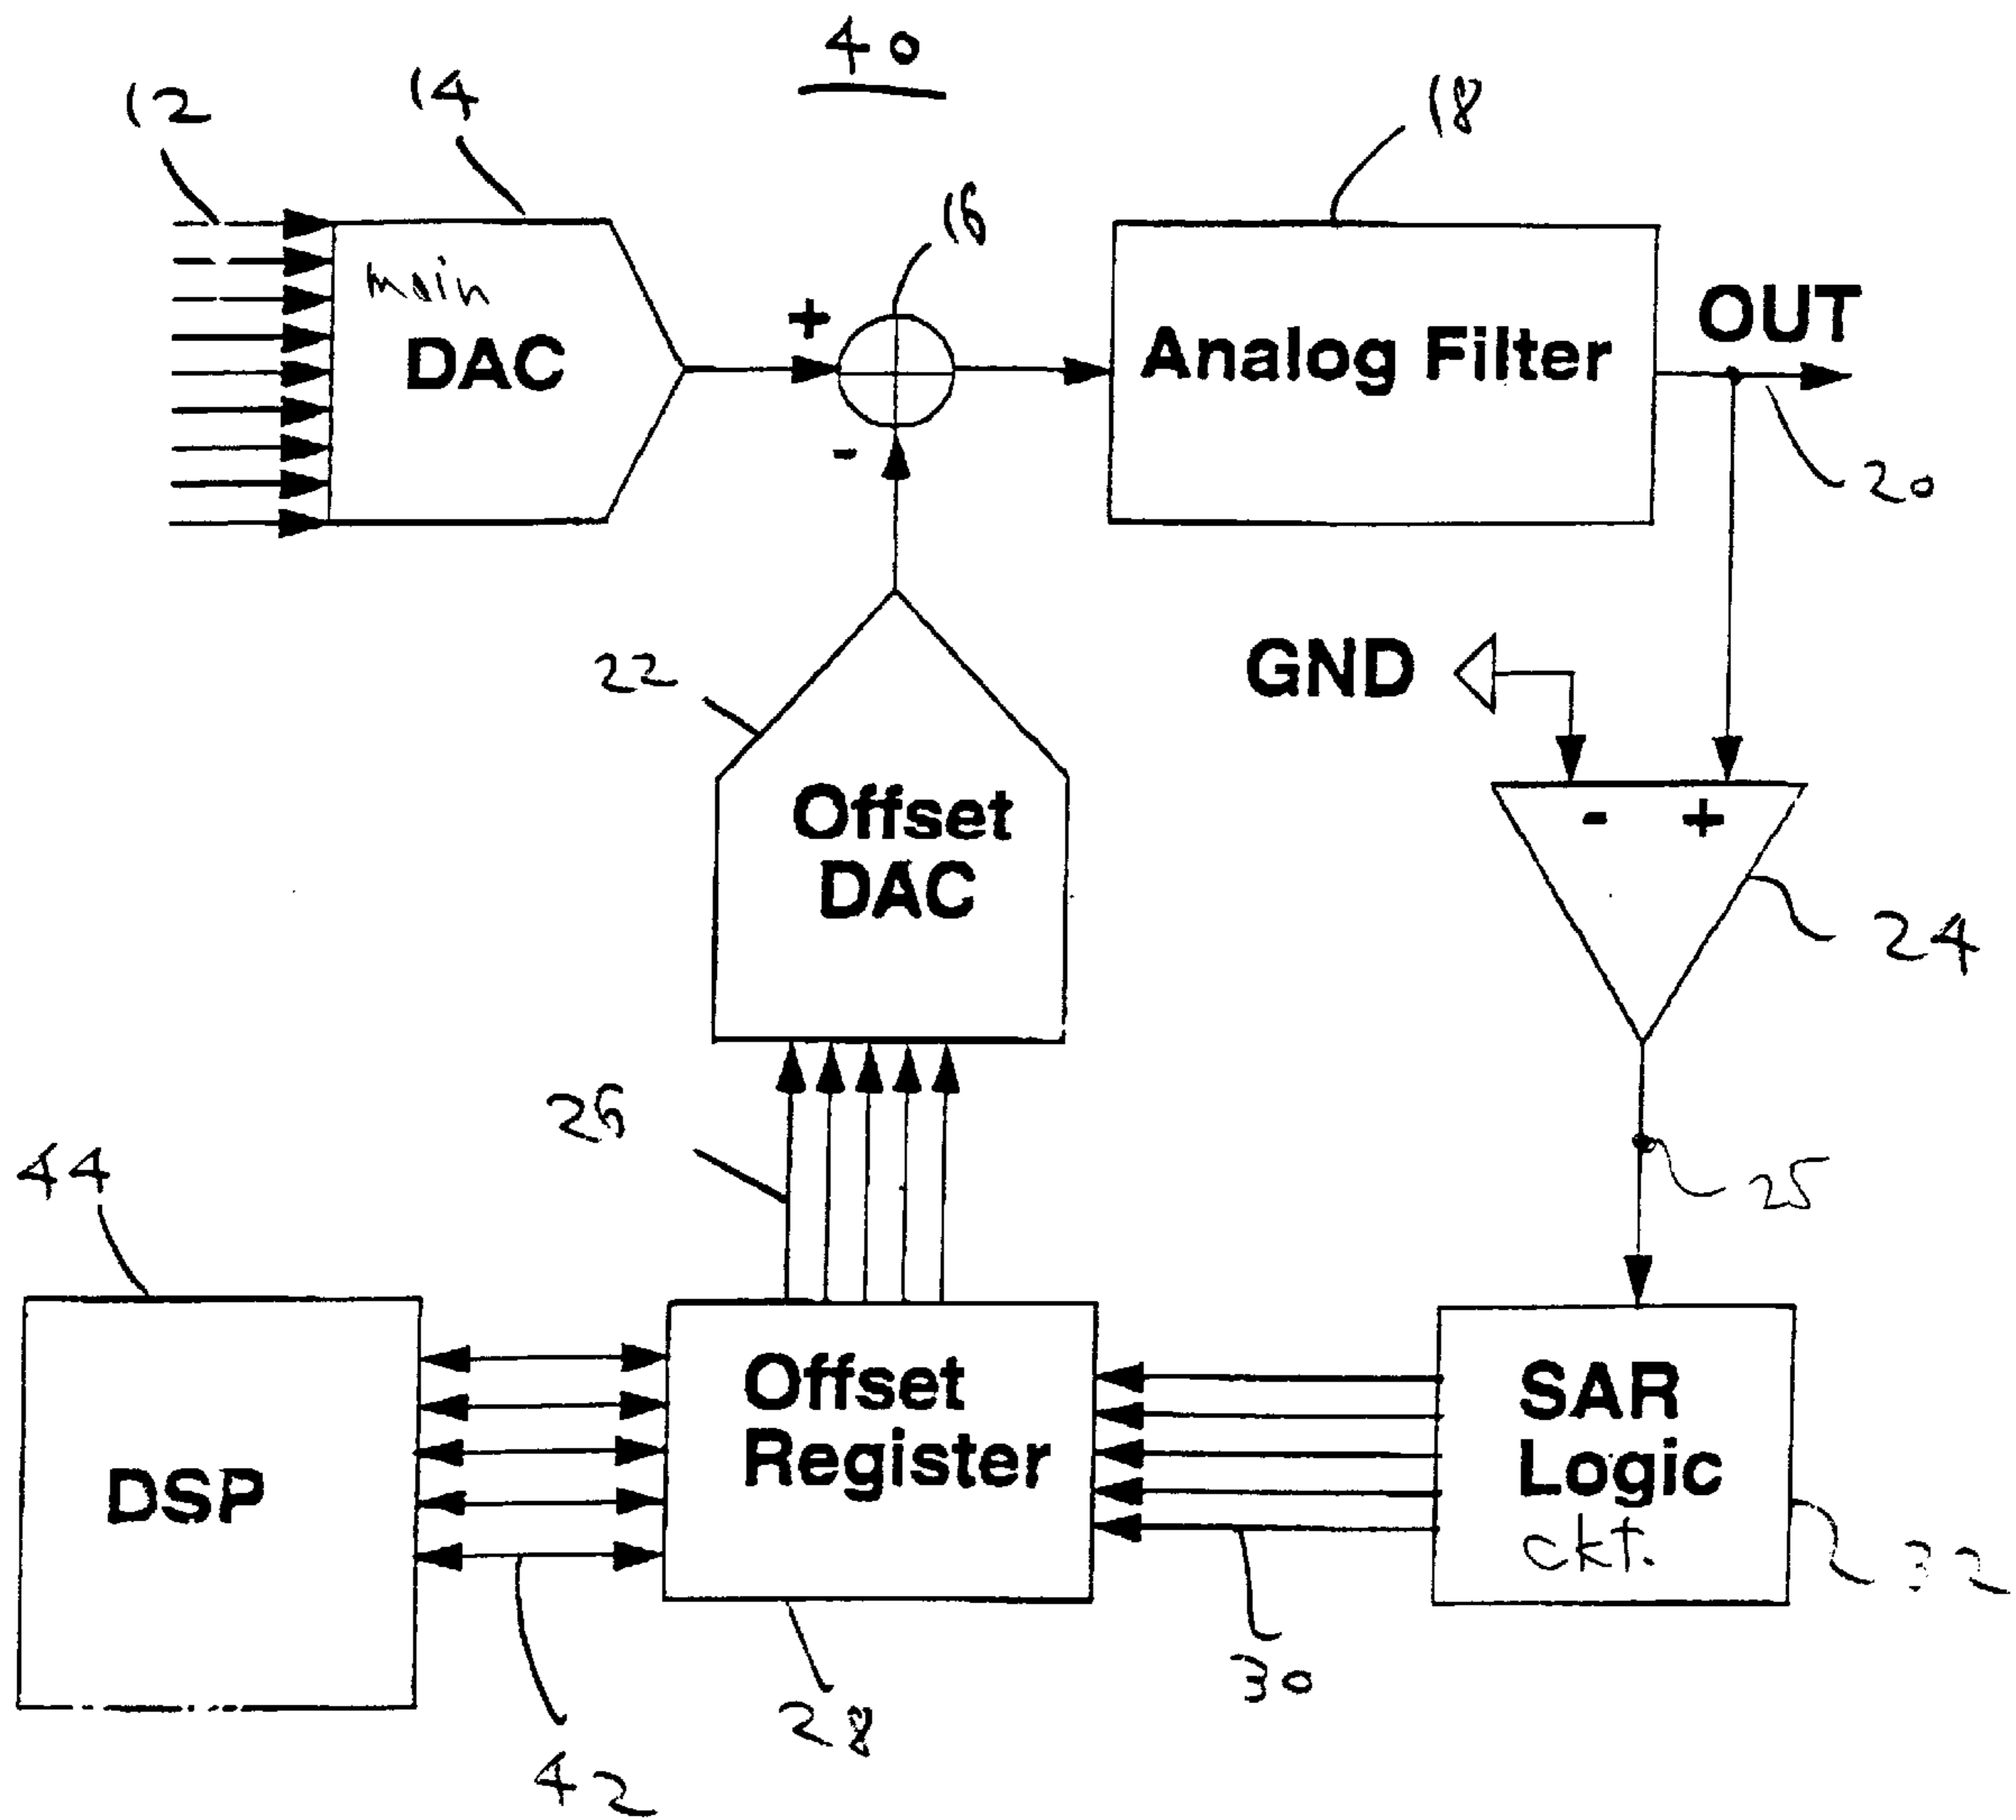 40
12
14
18
main
DAC
+
16
-
Analog Filter
OUT
20
22
GND
Offset
DAC
- +
24
26
25
44
DSP
Offset
Register
SAR
Logic
ckt.
32
30
28
42